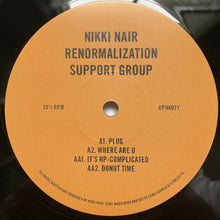 NIKKI NAIR
RENORMALIZATION
SUPPORT GROUP
33⅓ RPM
APHA027
A1. PLUG
A2. WHERE ARE U
AA1. IT'S NP-COMPLICATED
AA2. DONUT TIME